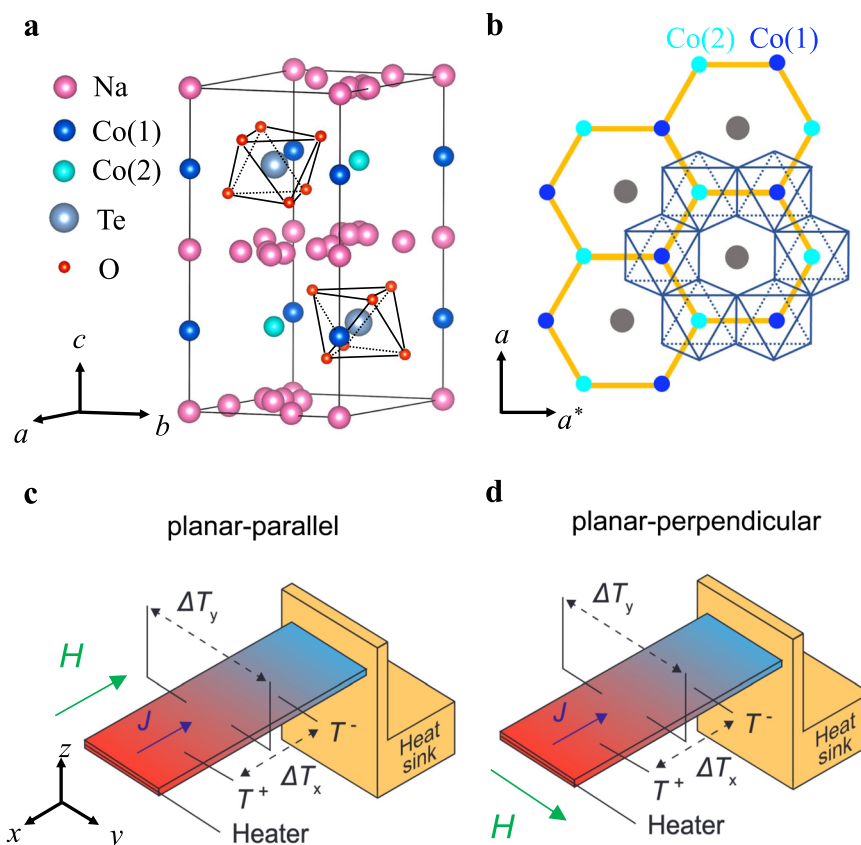 a
Na
Co(1)
Co(2)
Te
O
c
a
b
b
Co(2) Co(1)
a
a*
c
planar-parallel
ΔTy
H
J
T-
ΔTx
T+
Heat
sink
Heater
z
x
y
d
planar-perpendicular
ΔTy
J
T-
ΔTx
T+
Heat
sink
H
Heater